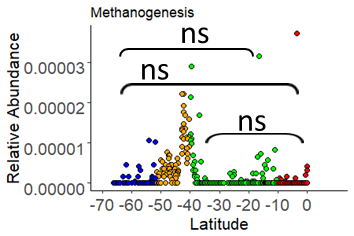 Methanogenesis
ns
ns
ns
Relative Abundance
0.00003
0.00002
0.00001
0.00000
-70 -60 -50 -40 -30 -20 -10 0
Latitude